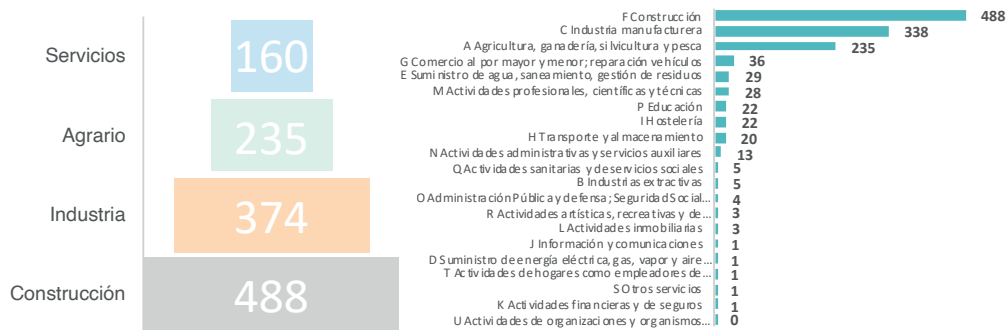 Servicios 160
Agrario 235
Industria 374
Construcción 488
F Construcción 488
C Industria manufacturera 338
A Agricultura, ganadería, silvicultura y pesca 235
G Comercio al por mayor y menor; reparación vehículos 36
E Suministro de agua, saneamiento, gestión de residuos 29
M Actividades profesionales, científicas y técnicas 28
P Educación 22
I Hostelería 22
H Transporte y almacenamiento 20
N Actividades administrativas y servicios auxiliares 13
Q Actividades sanitarias y de servicios sociales 5
B Industrias extractivas 5
O Administración Pública y defensa; Seguridad Social... 4
R Actividades artísticas, recreativas y de... 3
L Actividades inmobiliarias 3
J Información y comunicaciones 1
D Suministro de energía eléctrica, gas, vapor y aire... 1
T Actividades de hogares como empleadores de... 1
S Otros servicios 1
K Actividades financieras y de seguros 1
U Actividades de organizaciones y organismos... 0